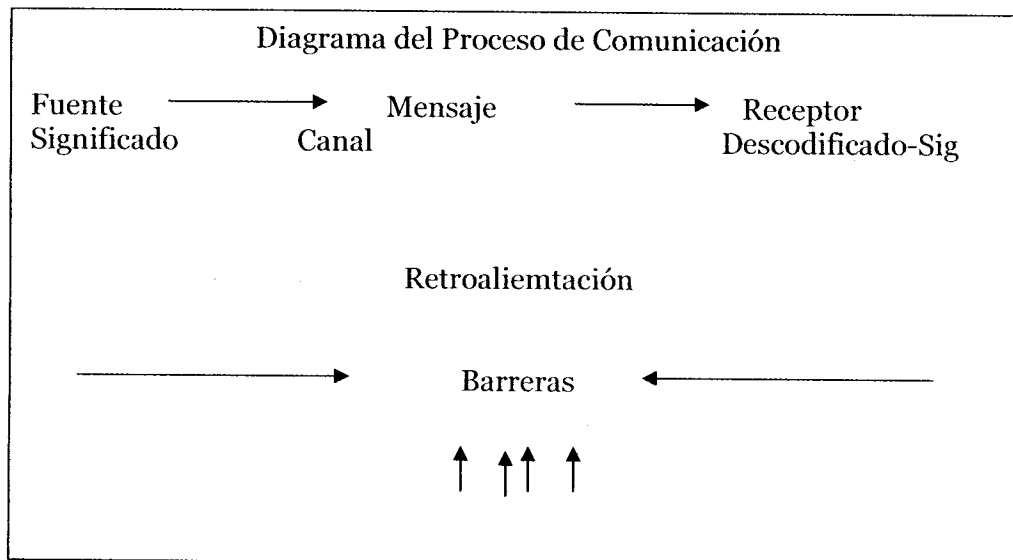 Diagrama del Proceso de Comunicación
Fuente Mensaje Receptor
Significado Canal Descodificado-Sig
Retroaliemtación
Barreras